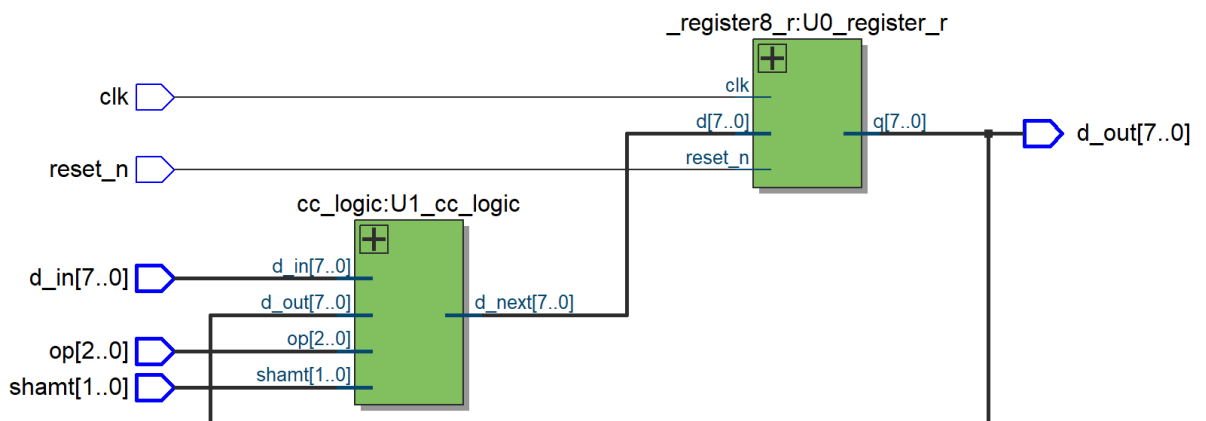 _register8_r:U0_register_r
clk
clk
d[7..0]
q[7..0]
d_out[7..0]
reset_n
reset_n
cc_logic:U1_cc_logic
d_in[7..0]
d_in[7..0]
d_out[7..0]
d_next[7..0]
op[2..0]
op[2..0]
shamt[1..0]
shamt[1..0]